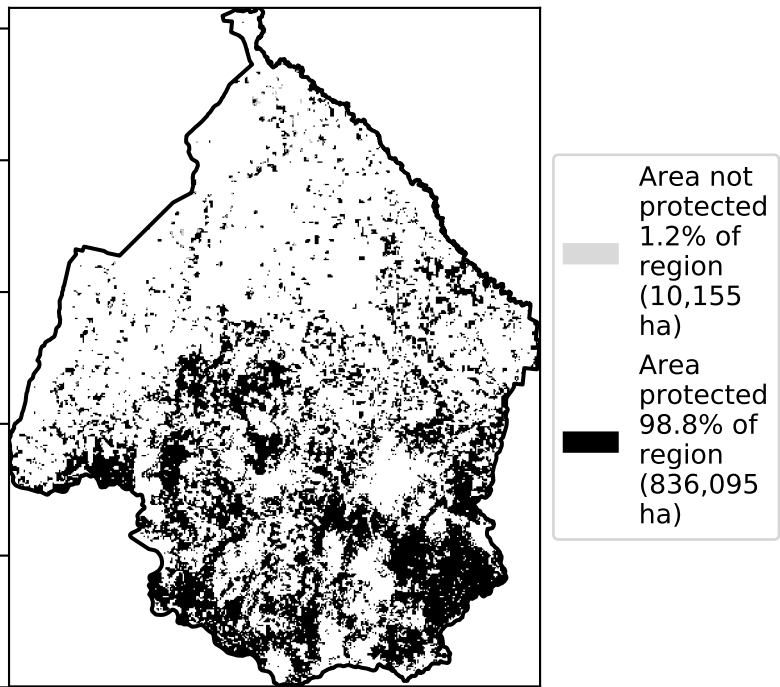 Area not
protected
1.2% of
region
(10,155
ha)
Area
protected
98.8% of
region
(836,095
ha)